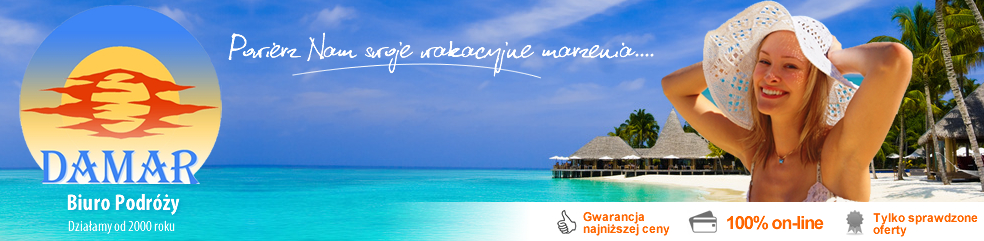 Powierz Nam swoje wakacyjne marzenia....
DAMAR
Biuro Podróży
Działamy od 2000 roku
Gwarancja
najniższej ceny
100% on-line
Tylko sprawdzone
oferty